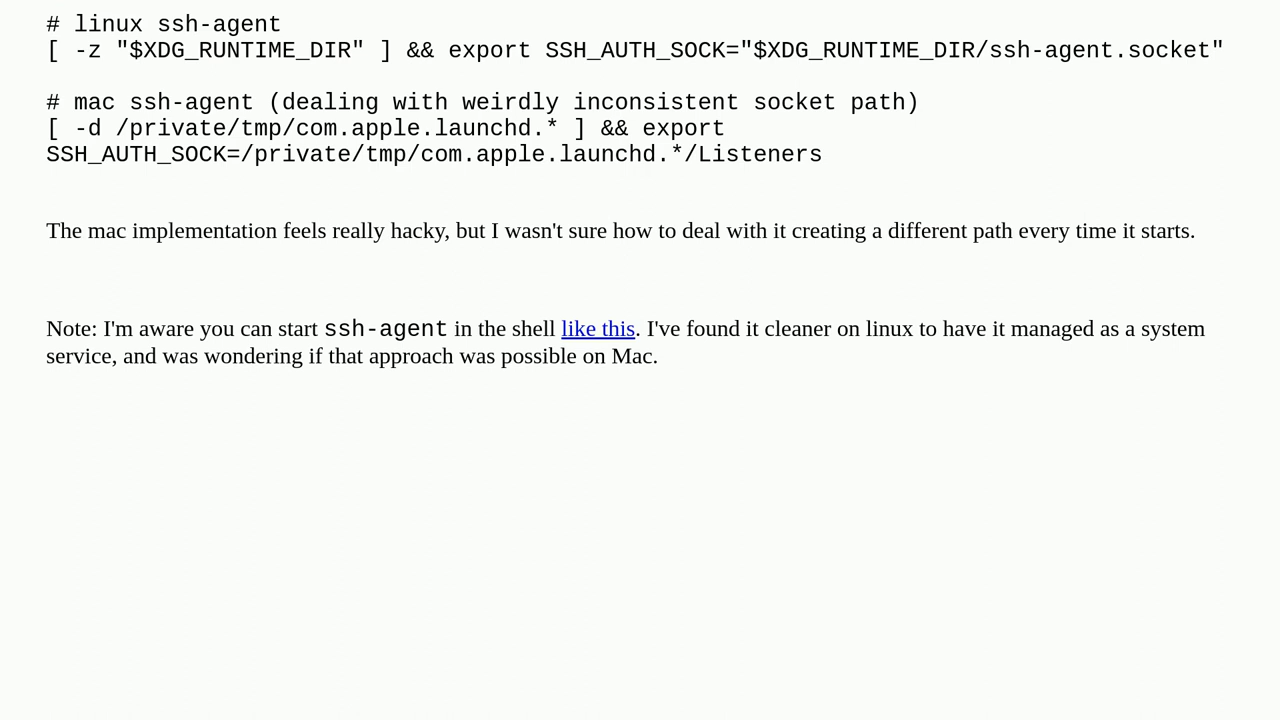 # linux ssh-agent
[ -z "$XDG_RUNTIME_DIR" ] && export SSH_AUTH_SOCK="$XDG_RUNTIME_DIR/ssh-agent.socket"
# mac ssh-agent (dealing with weirdly inconsistent socket path)
[ -d /private/tmp/com.apple.launchd.* ] && export
SSH_AUTH_SOCK=/private/tmp/com.apple.launchd.*/Listeners
The mac implementation feels really hacky, but I wasn't sure how to deal with it creating a different path every time it starts.
Note: I'm aware you can start ssh-agent in the shell like this. I've found it cleaner on linux to have it managed as a system
service, and was wondering if that approach was possible on Mac.